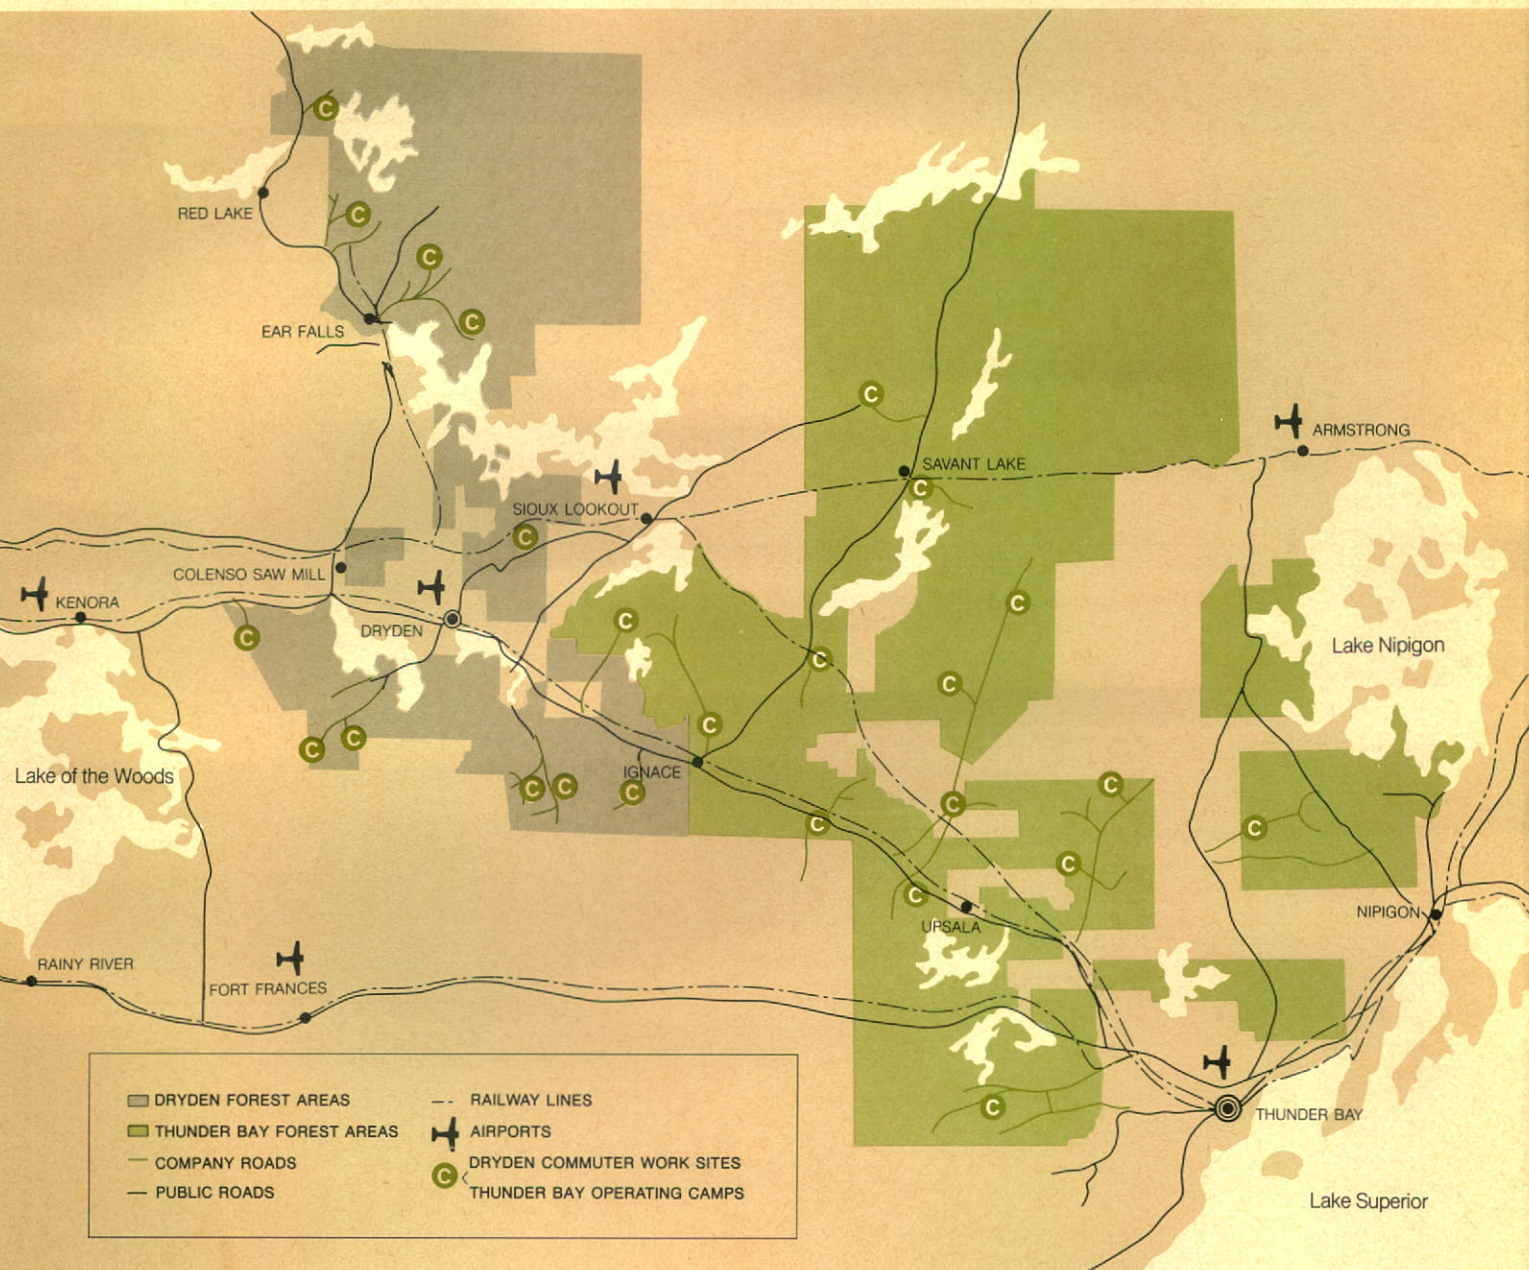 C
RED LAKE
C
C
C
EAR FALLS
C
ARMSTRONG
SAVANT LAKE
C
SIOUX LOOKOUT
C
COLENSO SAW MILL
KENORA
C
C
DRYDEN
C
C
Lake Nipigon
C
C
C
C
Lake of the Woods
IGNACE
C
C
C
C
C
C
C
C
C
C
NIPIGON
UPSALA
RAINY RIVER
FORT FRANCES
C
THUNDER BAY
Lake Superior
DRYDEN FOREST AREAS
THUNDER BAY FOREST AREAS
COMPANY ROADS
PUBLIC ROADS
RAILWAY LINES
AIRPORTS
C
DRYDEN COMMUTER WORK SITES
THUNDER BAY OPERATING CAMPS